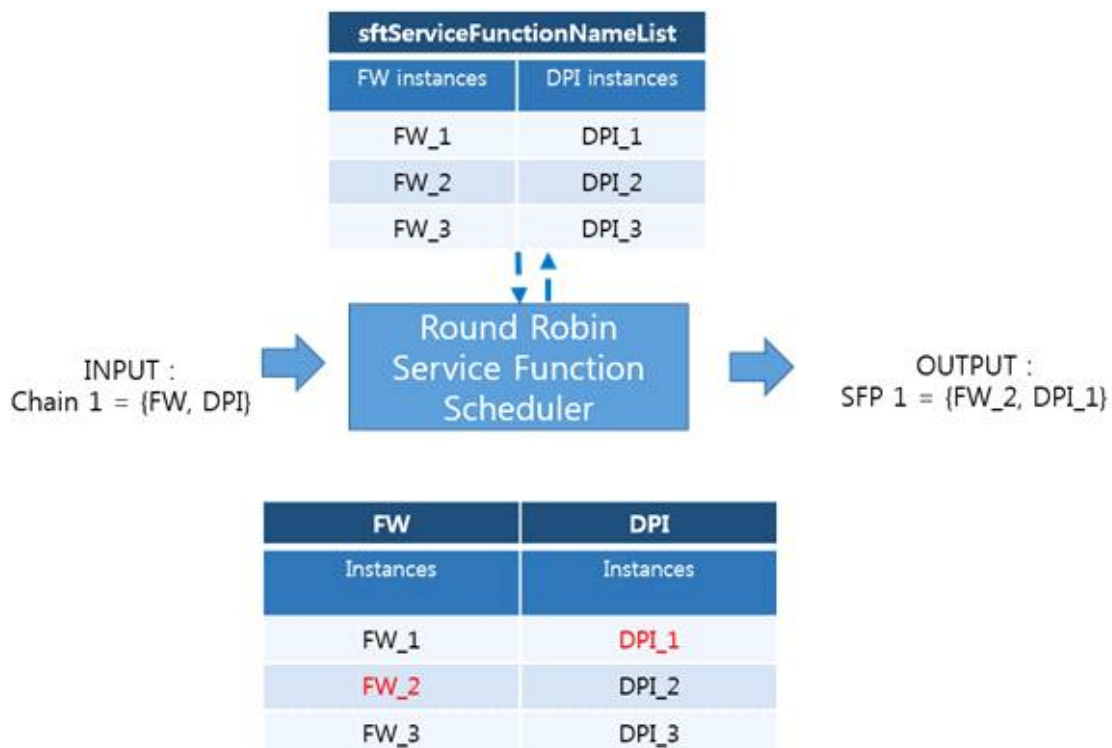 sftServiceFunctionNameList
FW instances DPI instances
FW_1 DPI_1
FW_2 DPI_2
FW_3 DPI_3
Round Robin
Service Function
Scheduler
INPUT :
Chain 1 = {FW, DPI}
OUTPUT :
SFP 1 = {FW_2, DPI_1}
FW DPI
Instances Instances
FW_1 DPI_1
FW_2 DPI_2
FW_3 DPI_3